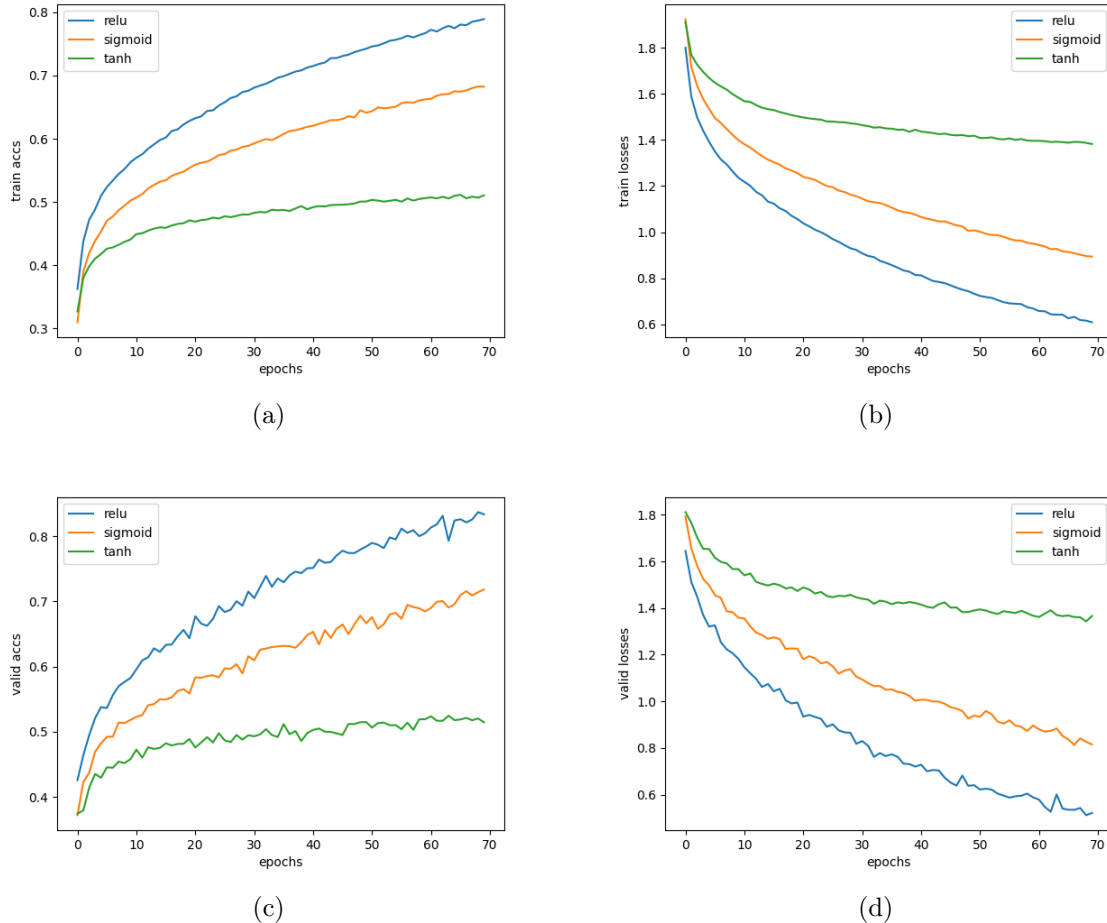 train accs
0.8
0.7
0.6
0.5
0.4
0.3
relu
sigmoid
tanh
0 10 20 30 40 50 60 70
epochs
(a)
train losses
1.8
1.6
1.4
1.2
1.0
0.8
0.6
relu
sigmoid
tanh
0 10 20 30 40 50 60 70
epochs
(b)
valid accs
0.8
0.7
0.6
0.5
0.4
relu
sigmoid
tanh
0 10 20 30 40 50 60 70
epochs
(c)
valid losses
1.8
1.6
1.4
1.2
1.0
0.8
0.6
relu
sigmoid
tanh
0 10 20 30 40 50 60 70
epochs
(d)